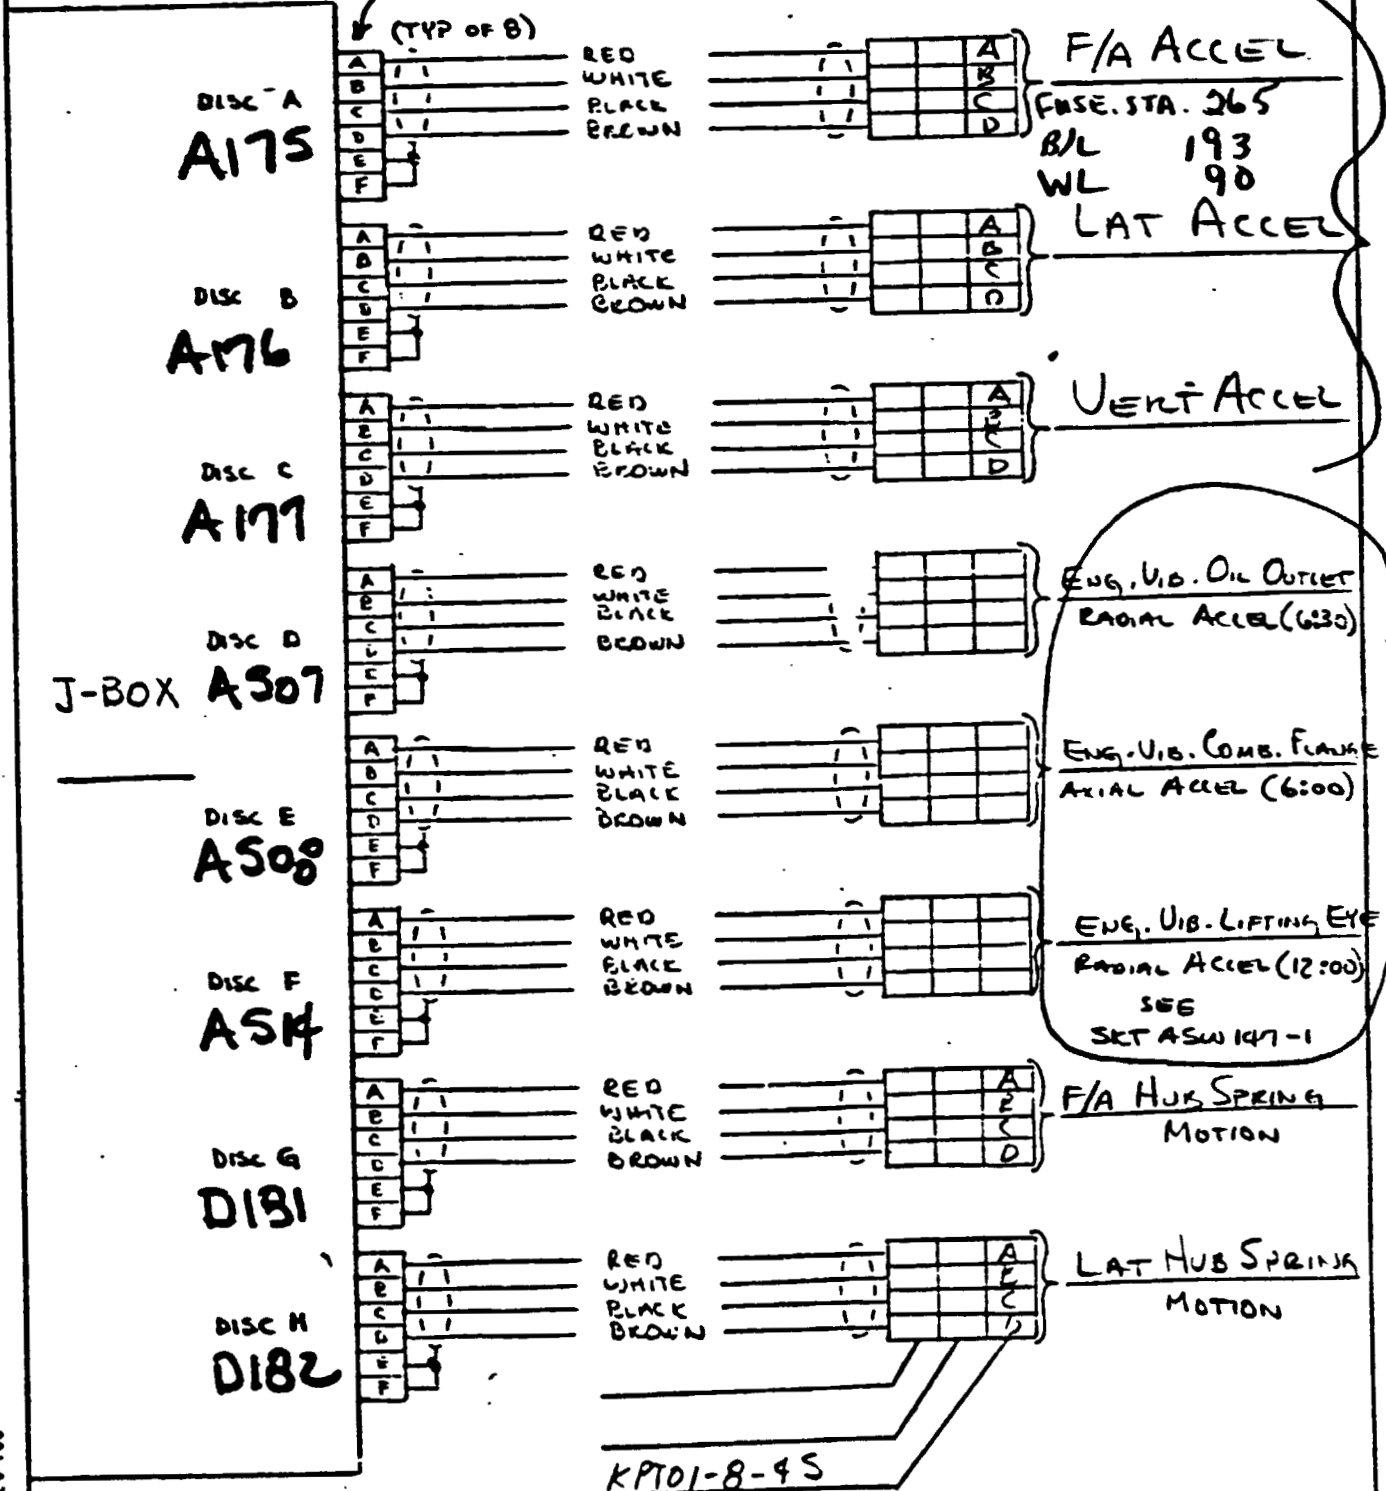 (TYP OF 8)
DISC A
A175
A
B
C
D
E
F
RED
WHITE
BLACK
BROWN
A
B
C
D
F/A ACCEL
FUSE. STA. 265
B/L 193
WL 90
DISC B
A176
A
B
C
D
E
F
RED
WHITE
BLACK
BROWN
A
B
C
D
LAT ACCEL
DISC C
A177
A
B
C
D
E
F
RED
WHITE
BLACK
BROWN
A
B
C
D
VERT ACCEL
DISC D
J-BOX A507
A
B
C
D
E
F
RED
WHITE
BLACK
BROWN
ENG. VIB. OIL OUTLET
RADIAL ACCEL (6:30)
DISC E
A508
A
B
C
D
E
F
RED
WHITE
BLACK
BROWN
ENG. VIB. COMB. FLANGE
AXIAL ACCEL (6:00)
DISC F
A514
A
B
C
D
E
F
RED
WHITE
BLACK
BROWN
ENG. VIB. LIFTING EYE
RADIAL ACCEL (12:00)
SEE
SKT ASW147-1
DISC G
D181
A
B
C
D
E
F
RED
WHITE
BLACK
BROWN
A
B
C
D
F/A HUB SPRING
MOTION
DISC H
D182
A
B
C
D
E
F
RED
WHITE
BLACK
BROWN
A
B
C
D
LAT HUB SPRING
MOTION
KPT01-8-4S